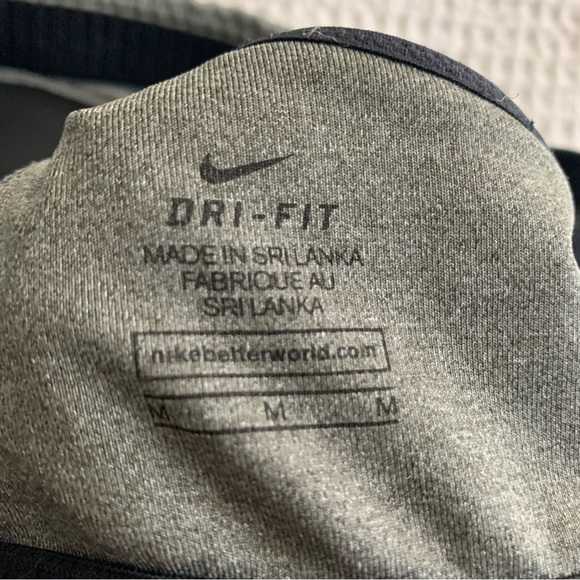 DRI-FIT
MADE IN SRI LANKA
FABRIQUE AU
SRI LANKA
nikebetterworld.com
M M M